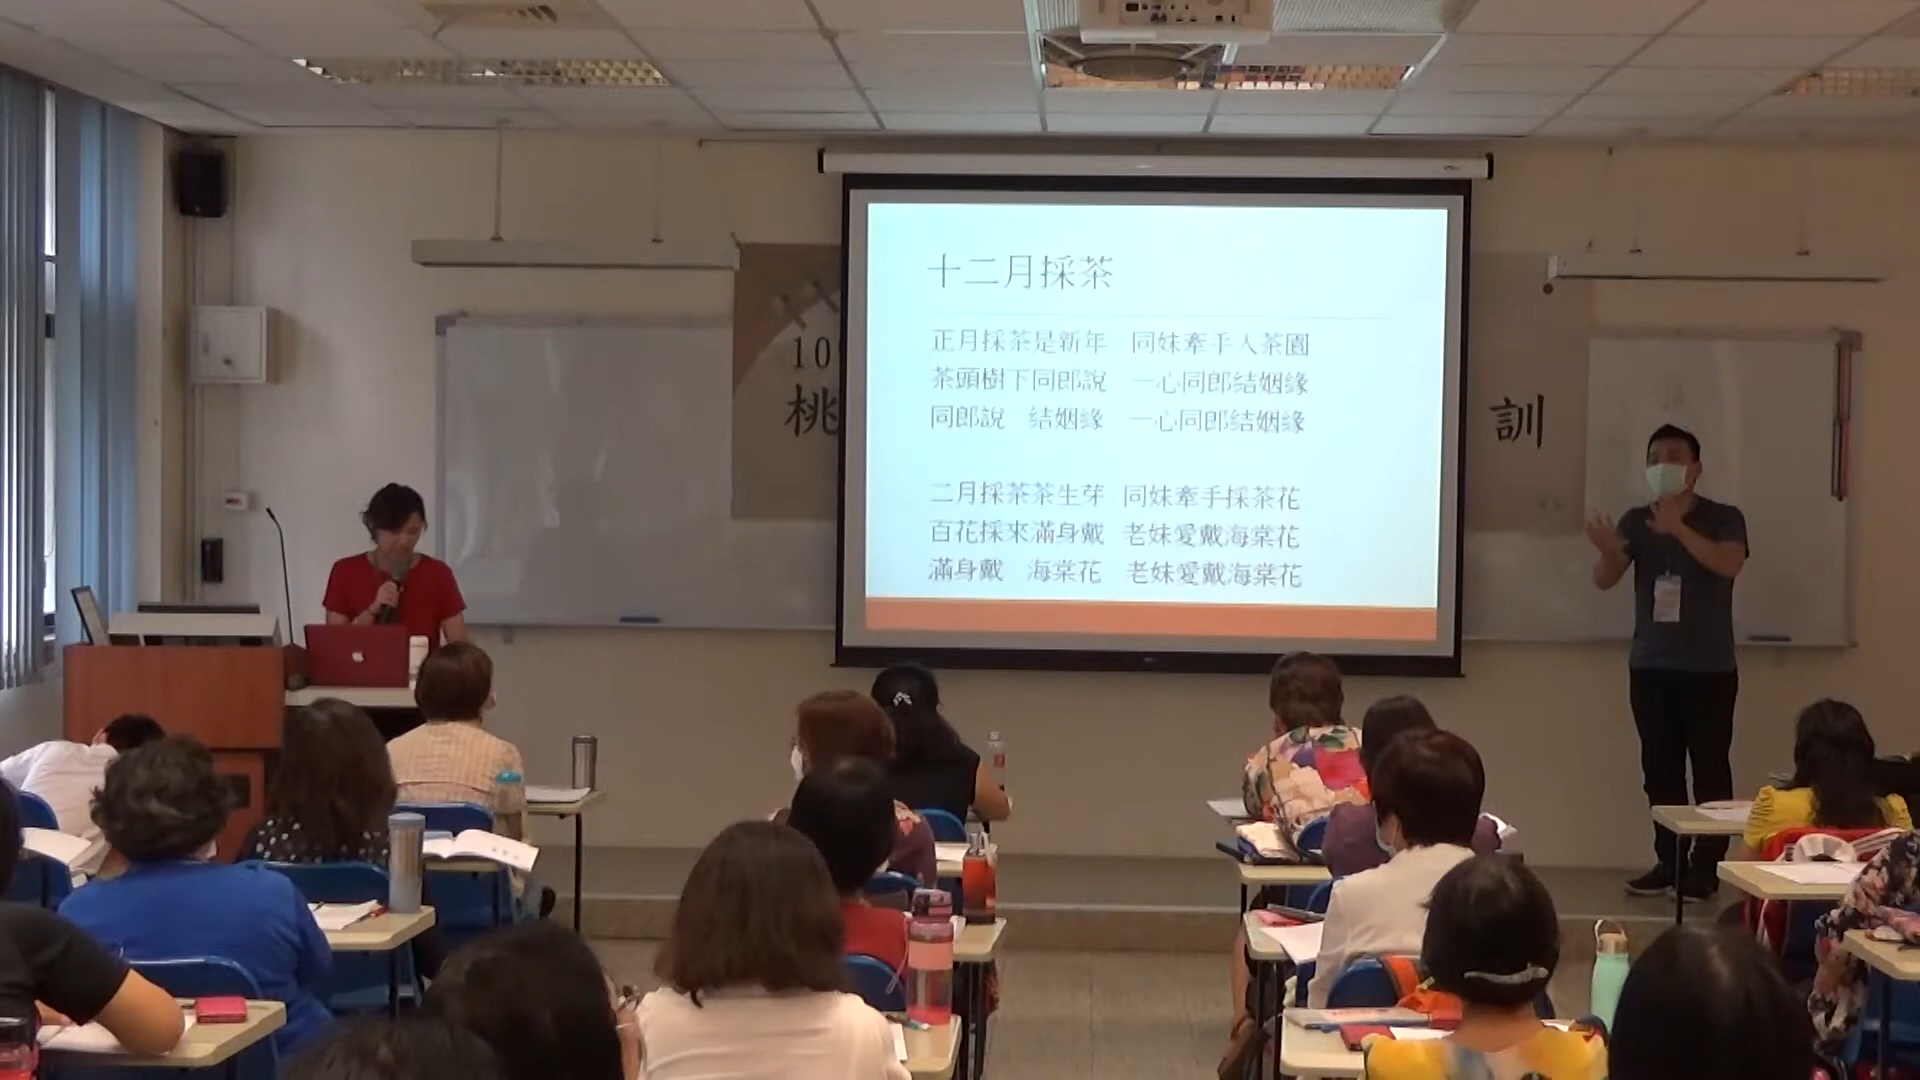 十二月採茶
正月採茶是新年 同妹牽手人茶園
茶頭樹下同郎說 一心同郎結姻緣
同郎說 結姻緣 一心同郎結姻緣
二月採茶茶生芽 同妹牽手採茶花
百花採來滿身戴 老妹愛戴海棠花
滿身戴 海棠花 老妹愛戴海棠花
10
桃
訓